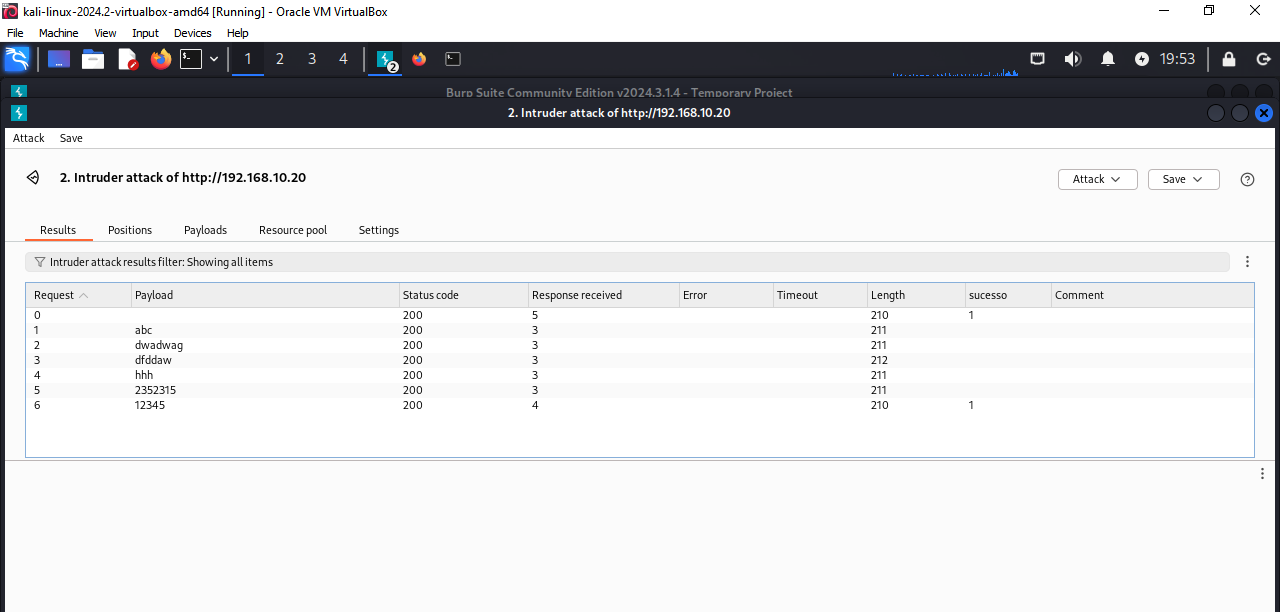 kali-linux-2024.2-virtualbox-amd64 [Running] - Oracle VM VirtualBox
File Machine View Input Devices Help
1 2 3 4 2 19:53
Burp Suite Community Edition v2024.3.1.4 - Temporary Project
2. Intruder attack of http://192.168.10.20
Attack Save
2. Intruder attack of http://192.168.10.20 Attack Save
Results Positions Payloads Resource pool Settings
Intruder attack results filter: Showing all items
Request Payload Status code Response received Error Timeout Length sucesso Comment
0 200 5 210 1
1 abc 200 3 211
2 dwadwag 200 3 211
3 dfddaw 200 3 212
4 hhh 200 3 211
5 2352315 200 3 211
6 12345 200 4 210 1